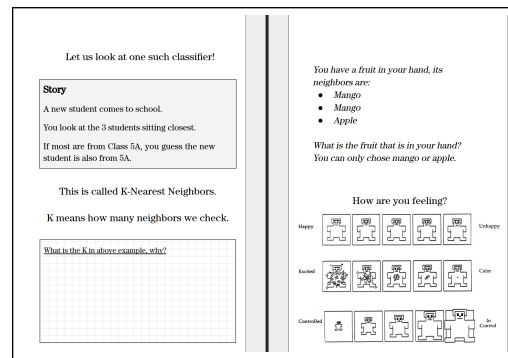 Let us look at one such classifier!
Story
A new student comes to school.
You look at the 3 students sitting closest.
If most are from Class 5A, you guess the new
student is also from 5A.
This is called K-Nearest Neighbors.
K means how many neighbors we check.
What is the K in above example, why?
You have a fruit in your hand, its
neighbors are:
● Mango
● Mango
● Apple
What is the fruit that is in your hand?
You can only chose mango or apple.
How are you feeling?
Happy
Unhappy
Excited
Calm
Controlled
In
Control